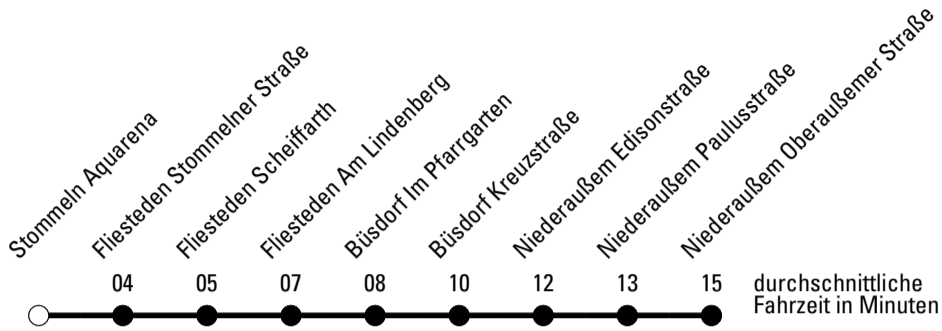 Stommeln Aquarena
Fliesteden Stommelner Straße
Fliesteden Scheiffarth
Fliesteden Am Lindenberg
Büsdorf Im Pfarrgarten
Büsdorf Kreuzstraße
Niederaußem Edisonstraße
Niederaußem Paulusstraße
Niederaußem Oberaußemer Straße
04 05 07 08 10 12 13 15 durchschnittliche
Fahrzeit in Minuten